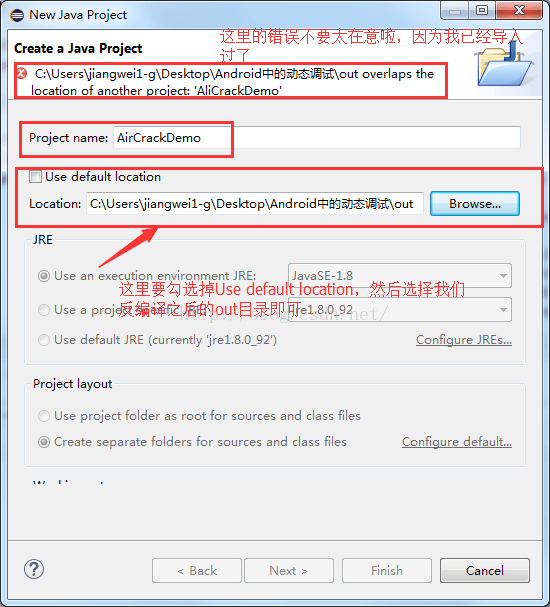 New Java Project
这里的错误不要太在意啦，因为我已经导入
过了
Create a Java Project
C:\Users\jiangwei1-g\Desktop\Android中的动态调试\out overlaps the
location of another project: 'AliCrackDemo'
Project name: AirCrackDemo
Use default location
Location: C:\Users\jiangwei1-g\Desktop\Android中的动态调试\out Browse...
JRE
Use an execution environment JRE: JavaSE-1.8
这里要勾选掉Use default location，然后选择我们
反编译之后的out目录即可
Use a project specific JRE: jre1.8.0_92
Use default JRE (currently 'jre1.8.0_92') Configure JREs...
Project layout
Use project folder as root for sources and class files
Create separate folders for sources and class files Configure default...
? < Back Next > Finish Cancel